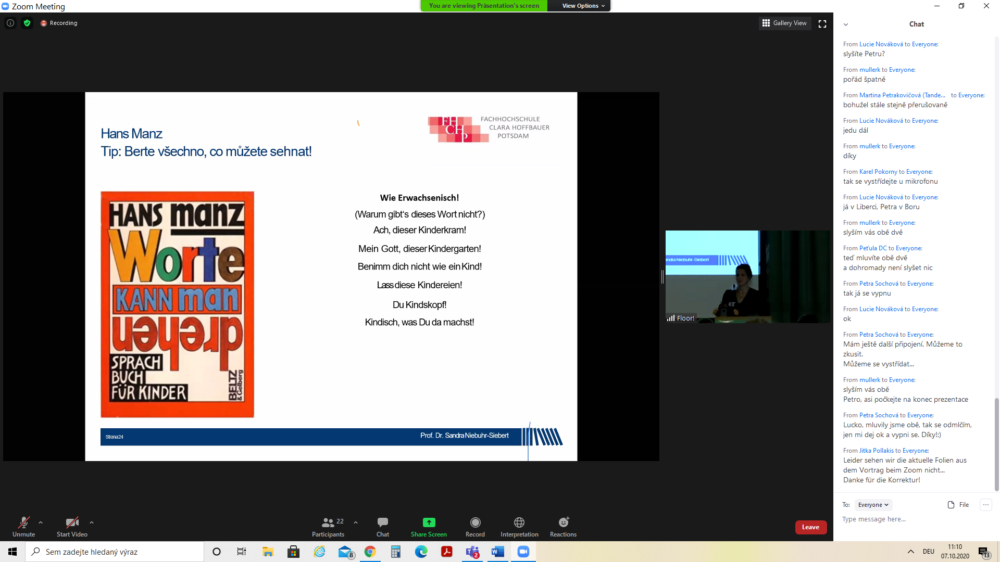 Zoom Meeting
You are viewing Präsentation's screen
View Options
Recording
Gallery View
Hans Manz
Tip: Berte všechno, co můžete sehnat!
FH
CH
P
FACHHOCHSCHULE
CLARA HOFFBAUER
POTSDAM
HANS manz
Worte
KANN man
drehen
SPRACH
BUCH
FÜR KINDER
BELTZ
& Gelberg
Wie Erwachsenisch!
(Warum gibt's dieses Wort nicht?)
Ach, dieser Kinderkram!
Mein Gott, dieser Kindergarten!
Benimm dich nicht wie ein Kind!
Lass diese Kindereien!
Du Kindskopf!
Kindisch, was Du da machst!
Strana24
Prof. Dr. Sandra Niebuhr-Siebert
andra Niebuhr-Siebert
Floor!
Chat
From Lucie Nováková to Everyone:
slyšíte Petru?
From mullerk to Everyone:
pořád špatně
From Martina Petrakovičová (Tande... to Everyone:
bohužel stále stejně přerušovaně
From Lucie Nováková to Everyone:
jedu dál
From mullerk to Everyone:
díky
From Karel Pokorny to Everyone:
tak se vystřídejte u mikrofonu
From Lucie Nováková to Everyone:
já v Liberci, Petra v Boru
From mullerk to Everyone:
slyším vás obě dvě
From Peťula DC to Everyone:
teď mluvíte obě dvě
a dohromady není slyšet nic
From Petra Sochová to Everyone:
tak já se vypnu
From Lucie Nováková to Everyone:
ok
From Petra Sochová to Everyone:
Mám ještě další připojení. Můžeme to
zkusit.
Můžeme se vystřídat...
From mullerk to Everyone:
slyším vás obě
Petro, asi počkejte na konec prezentace
From Petra Sochová to Everyone:
Lucko, mluvily jsme obě, tak se odmlčím,
jen mi dej ok a vypni se. Díky!:)
From Jitka Pollakis to Everyone:
Leider sehen wir die aktuelle Folien aus
dem Vortrag beim Zoom nicht...
Danke für die Korrektur!
To: Everyone
File
Type message here...
Unmute
Start Video
22
Participants
Chat
Share Screen
Record
Interpretation
Reactions
Leave
Sem zadejte hledaný výraz
8
2
DEU
11:10
07.10.2020
13